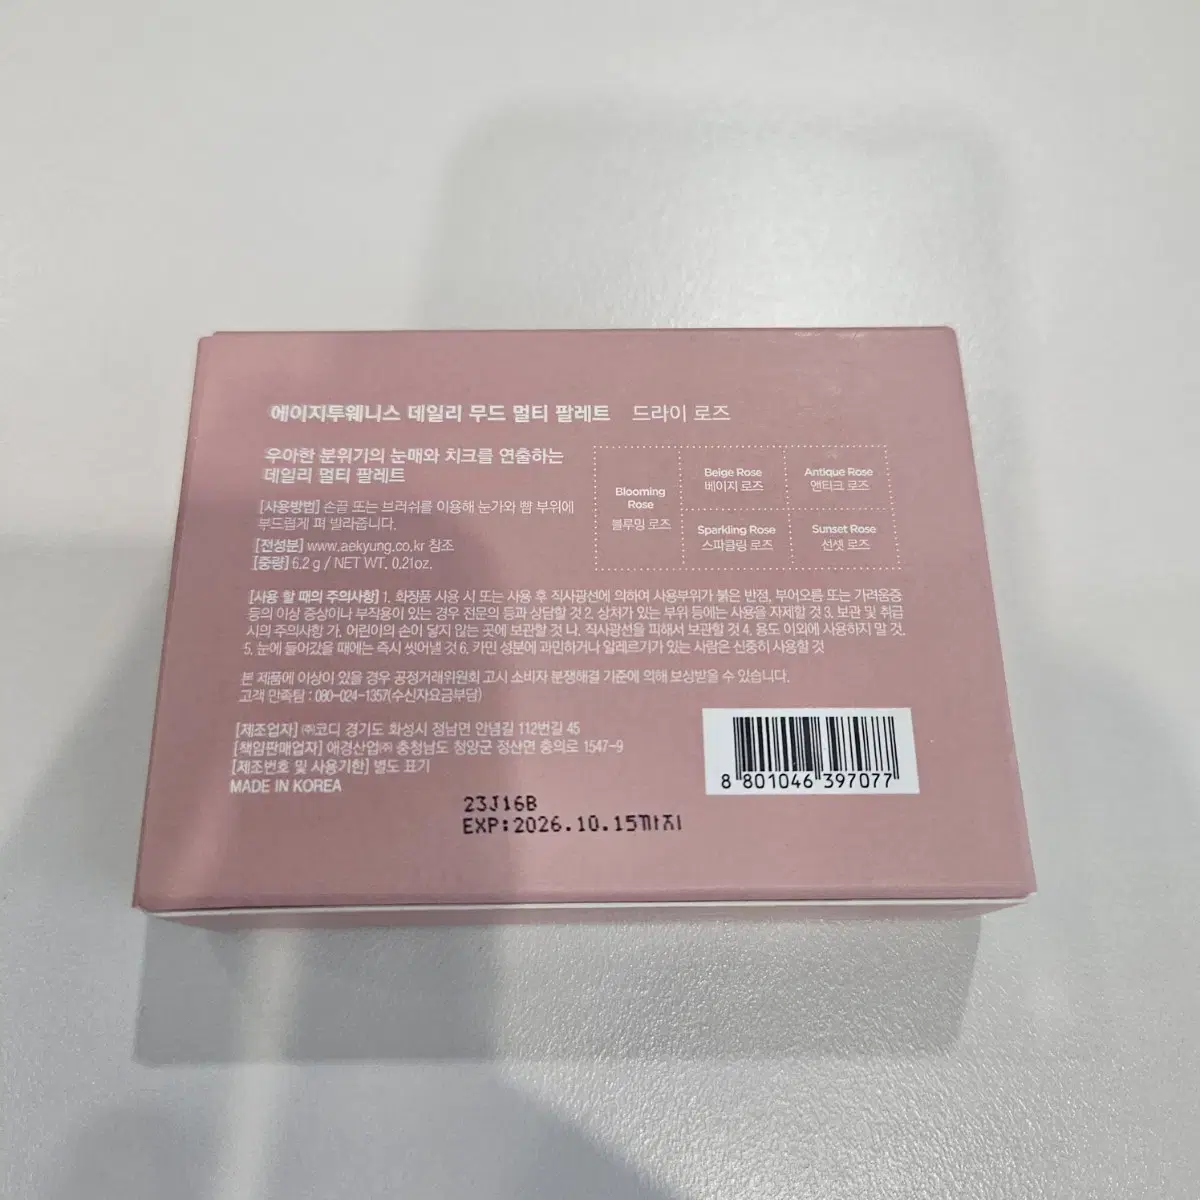 에이지투웨니스 데일리 무드 멀티 팔레트 드라이 로즈
우아한 분위기의 눈매와 치크를 연출하는
데일리 멀티 팔레트
[사용방법] 손끝 또는 브러쉬를 이용해 눈가와 뺨 부위에
부드럽게 펴 발라줍니다.
[전성분] www.aekyung.co.kr 참조
[중량] 6.2 g / NET WT. 0.21oz.
Blooming
Rose
블루밍 로즈
Beige Rose
베이지 로즈
Antique Rose
앤티크 로즈
Sparkling Rose
스파클링 로즈
Sunset Rose
선셋 로즈
[사용 할 때의 주의사항] 1. 화장품 사용 시 또는 사용 후 직사광선에 의하여 사용부위가 붉은 반점, 부어오름 또는 가려움증
등의 이상 증상이나 부작용이 있는 경우 전문의 등과 상담할 것 2. 상처가 있는 부위 등에는 사용을 자제할 것 3. 보관 및 취급
시의 주의사항 가. 어린이의 손이 닿지 않는 곳에 보관할 것 나. 직사광선을 피해서 보관할 것 4. 용도 이외에 사용하지 말 것.
5. 눈에 들어갔을 때에는 즉시 씻어낼 것 6. 카민 성분에 과민하거나 알레르기가 있는 사람은 신중히 사용할 것
본 제품에 이상이 있을 경우 공정거래위원회 고시 소비자 분쟁해결 기준에 의해 보상받을 수 있습니다.
고객 만족팀 : 080-024-1357(수신자요금부담)
[제조업자] ㈜코디 경기도 화성시 정남면 안녕길 112번길 45
[책임판매업자] 애경산업㈜ 충청남도 청양군 정산면 충의로 1547-9
[제조번호 및 사용기한] 별도 표기
MADE IN KOREA
8 801046 397077
23J16B
EXP:2026.10.15까지